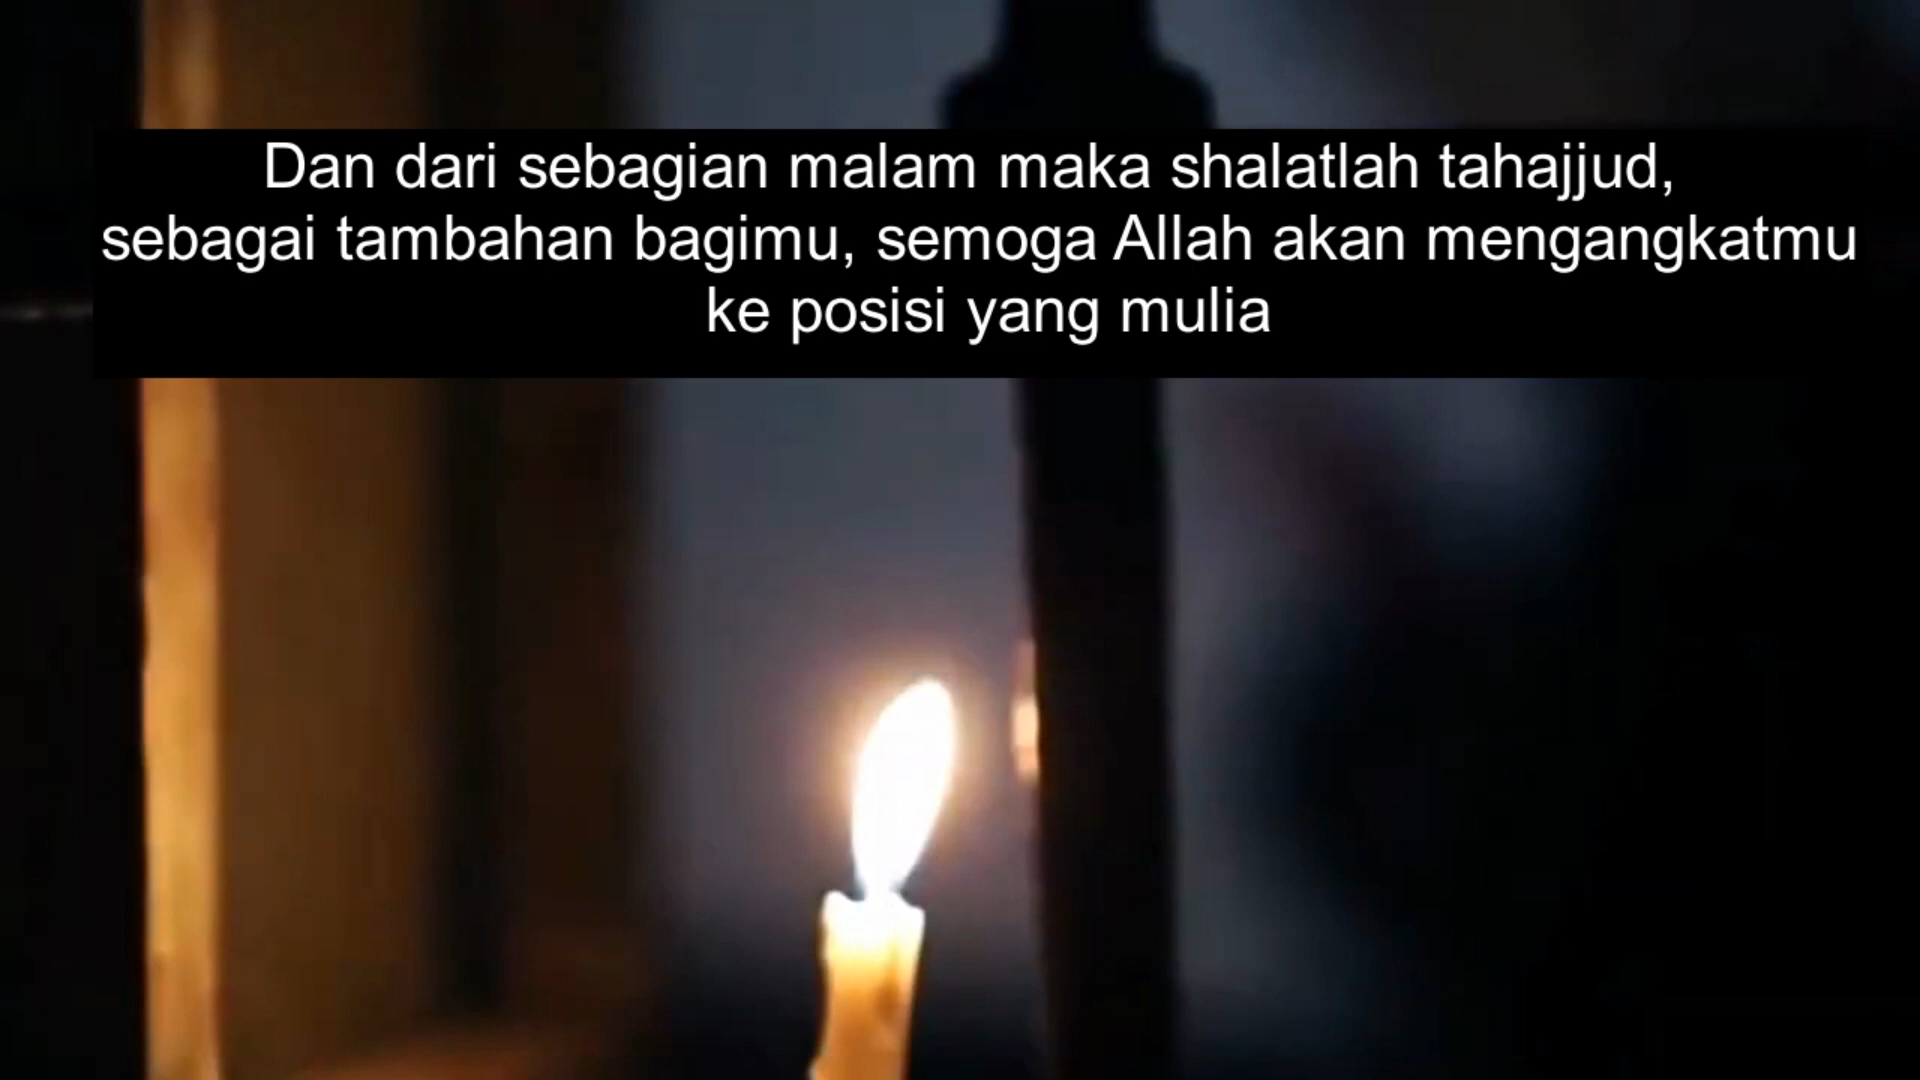 Dan dari sebagian malam maka shalatlah tahajjud,
sebagai tambahan bagimu, semoga Allah akan mengangkatmu
ke posisi yang mulia